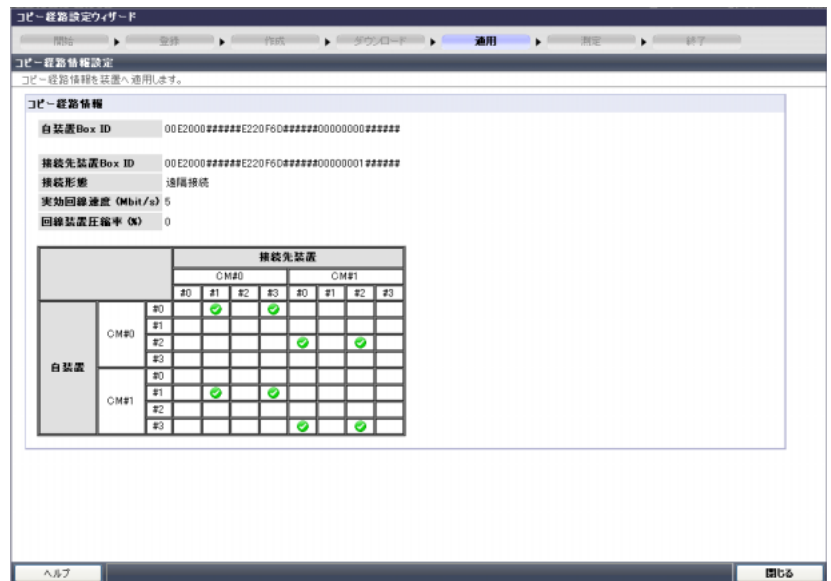 コピー経路設定ウィザード
開始 登録 作成 ダウンロード 適用 測定 終了
コピー経路情報設定
コピー経路情報を装置へ適用します。
コピー経路情報
自装置Box ID 00E2000######E220F6D######00000000######
接続先装置Box ID 00E2000######E220F6D######00000001######
接続形態 遠隔接続
実効回線速度 (Mbit/s) 5
回線装置圧縮率 (%) 0
接続先装置
CM#0 CM#1
#0 #1 #2 #3 #0 #1 #2 #3
自装置
CM#0
#0
#1
#2
#3
CM#1
#0
#1
#2
#3
ヘルプ 閉じる